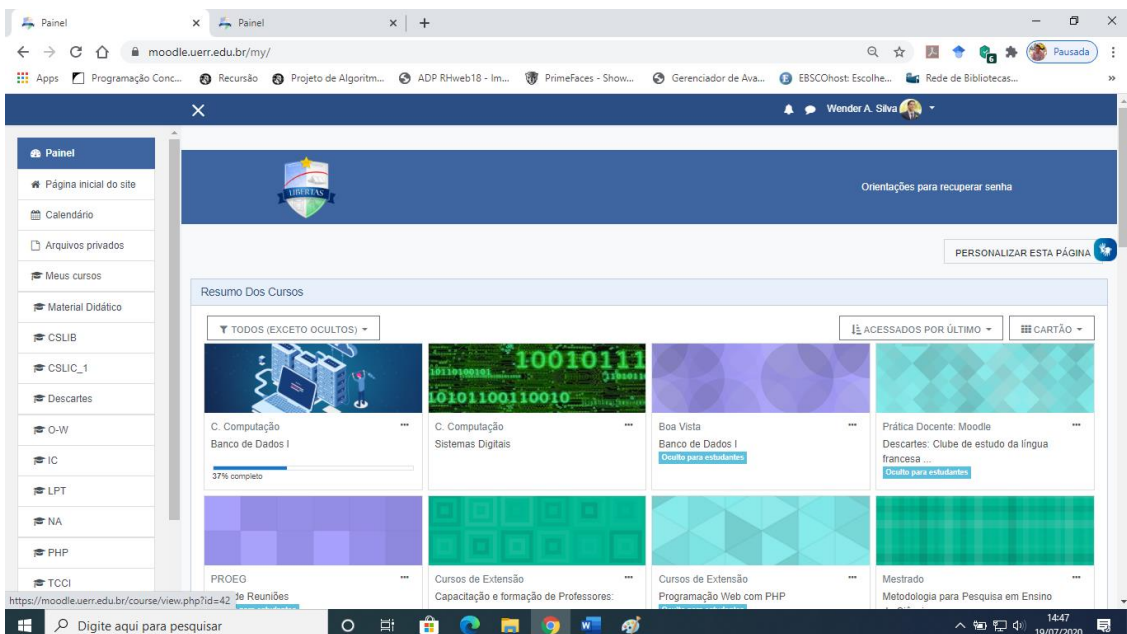 Painel
Painel
moodle.uerr.edu.br/my/
6
Pausada
Apps Programação Conc... Recursão Projeto de Algoritm... ADP RHweb18 - Im... PrimeFaces - Show... Gerenciador de Ava... EBSCOhost: Escolhe... Rede de Bibliotecas... »
Wender A. Silva
Painel
Página inicial do site
Calendário
Arquivos privados
Meus cursos
Material Didático
CSLIB
CSLIC_1
Descartes
O-W
IC
LPT
NA
PHP
TCCI
LIBERTAS
Orientações para recuperar senha
PERSONALIZAR ESTA PÁGINA
Resumo Dos Cursos
TODOS (EXCETO OCULTOS)
ACESSADOS POR ÚLTIMO
CARTÃO
10010111
10110100101
10101100110010
C. Computação ...
Banco de Dados I
37% completo
C. Computação ...
Sistemas Digitais
Boa Vista ...
Banco de Dados I
Oculto para estudantes
Prática Docente: Moodle ...
Descartes: Clube de estudo da língua
francesa ...
Oculto para estudantes
PROEG ...
de Reuniões
Cursos de Extensão ...
Capacitação e formação de Professores:
Cursos de Extensão ...
Programação Web com PHP
Mestrado ...
Metodologia para Pesquisa em Ensino
https://moodle.uerr.edu.br/course/view.php?id=42
Digite aqui para pesquisar
14:47
19/07/2020